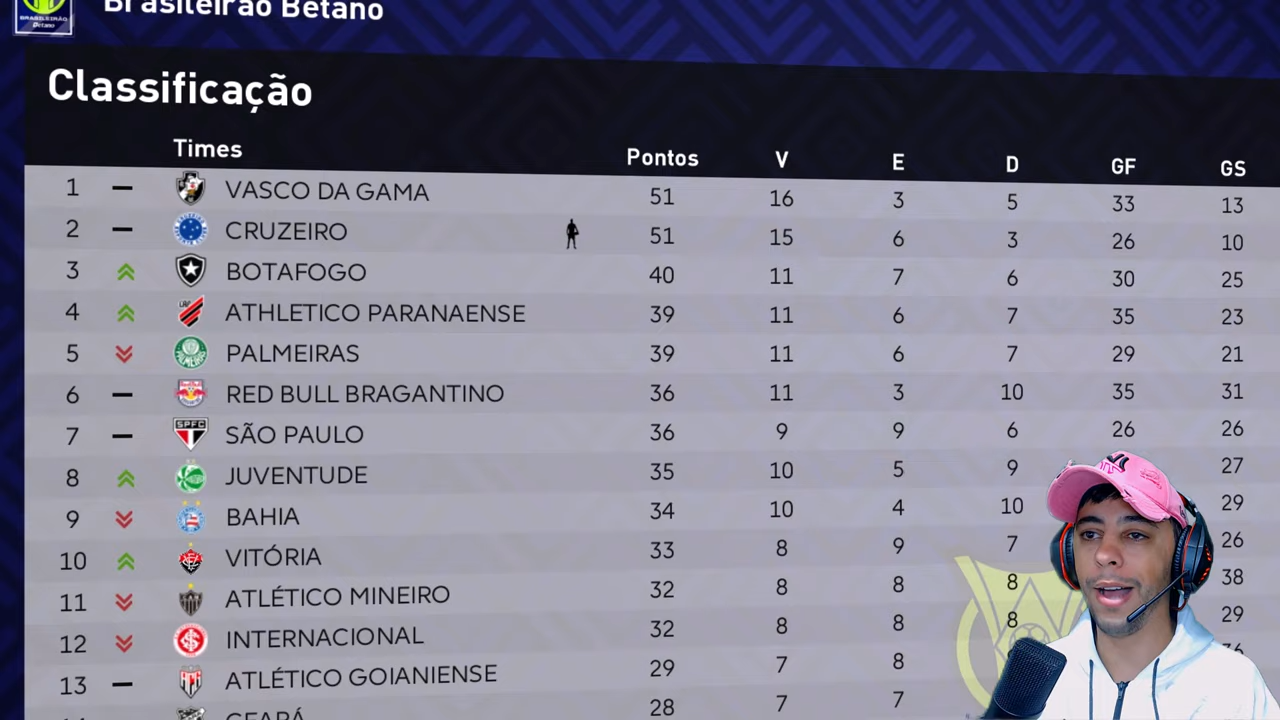 BRASILEIRÃO
Betano
Brasileirão Betano
Classificação
Times Pontos V E D GF GS
1 VASCO DA GAMA 51 16 3 5 33 13
2 CRUZEIRO 51 15 6 3 26 10
3 BOTAFOGO 40 11 7 6 30 25
4 ATHLETICO PARANAENSE 39 11 6 7 35 23
5 PALMEIRAS 39 11 6 7 29 21
6 RED BULL BRAGANTINO 36 11 3 10 35 31
7 SPFC SÃO PAULO 36 9 9 6 26 26
8 JUVENTUDE 35 10 5 9 27
9 BAHIA 34 10 4 10 29
10 VITÓRIA 33 8 9 7 26
11 ATLÉTICO MINEIRO 32 8 8 8 38
12 INTERNACIONAL 32 8 8 8 29
13 ATLÉTICO GOIANIENSE 29 7 8
CEARÁ 28 7 7